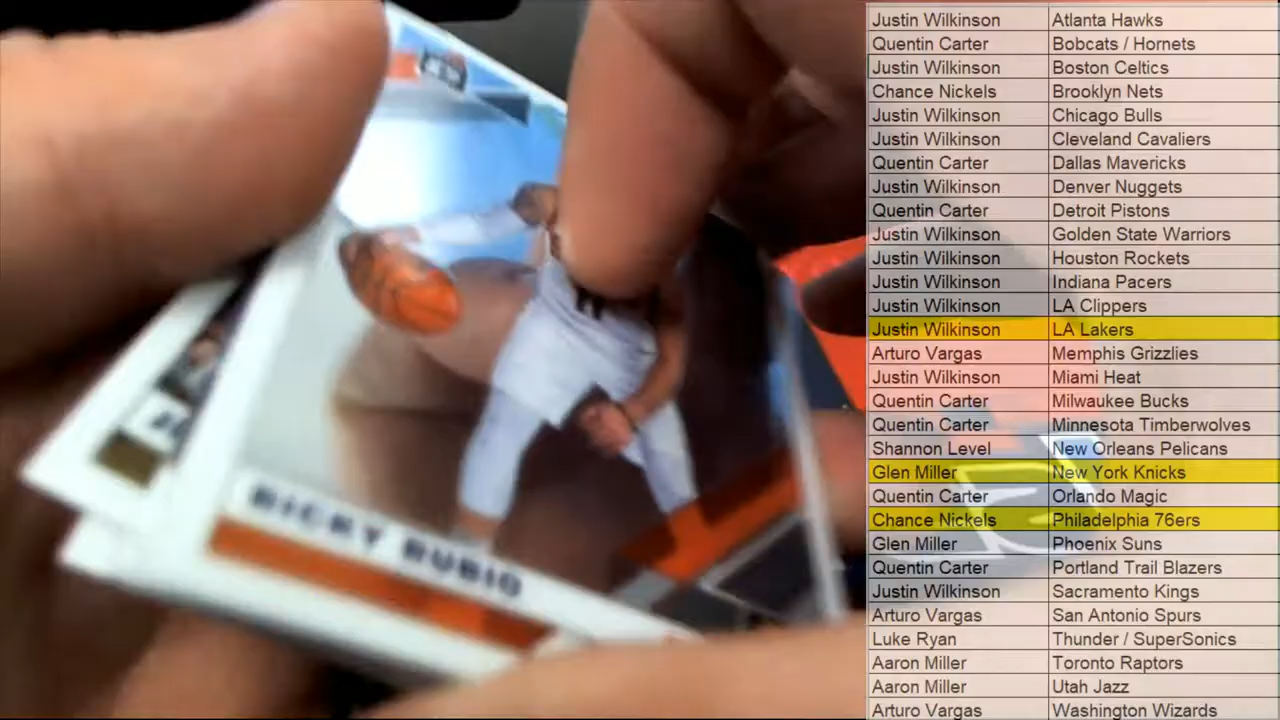 RICKY RUBIO
Justin Wilkinson Atlanta Hawks
Quentin Carter Bobcats / Hornets
Justin Wilkinson Boston Celtics
Chance Nickels Brooklyn Nets
Justin Wilkinson Chicago Bulls
Justin Wilkinson Cleveland Cavaliers
Quentin Carter Dallas Mavericks
Justin Wilkinson Denver Nuggets
Quentin Carter Detroit Pistons
Justin Wilkinson Golden State Warriors
Justin Wilkinson Houston Rockets
Justin Wilkinson Indiana Pacers
Justin Wilkinson LA Clippers
Justin Wilkinson LA Lakers
Arturo Vargas Memphis Grizzlies
Justin Wilkinson Miami Heat
Quentin Carter Milwaukee Bucks
Quentin Carter Minnesota Timberwolves
Shannon Level New Orleans Pelicans
Glen Miller New York Knicks
Quentin Carter Orlando Magic
Chance Nickels Philadelphia 76ers
Glen Miller Phoenix Suns
Quentin Carter Portland Trail Blazers
Justin Wilkinson Sacramento Kings
Arturo Vargas San Antonio Spurs
Luke Ryan Thunder / SuperSonics
Aaron Miller Toronto Raptors
Aaron Miller Utah Jazz
Arturo Vargas Washington Wizards